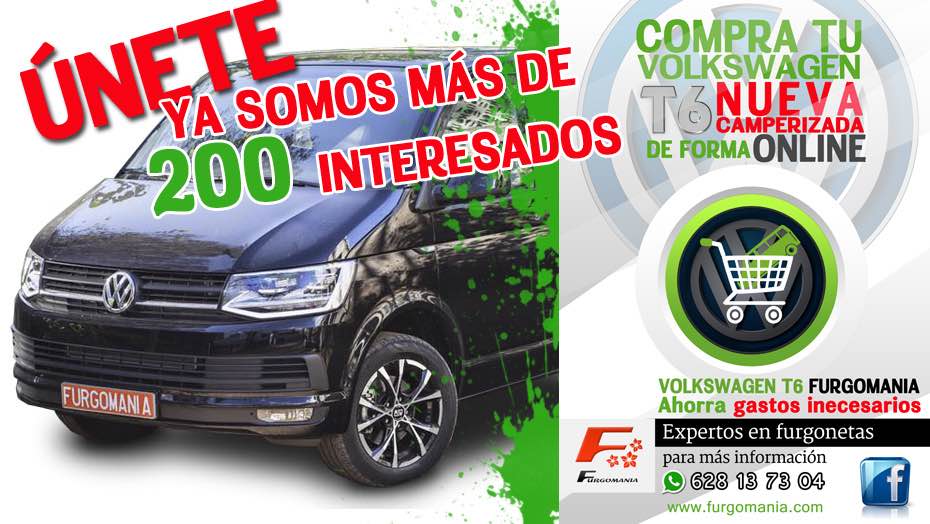 ÚNETE
YA SOMOS MÁS DE
200 INTERESADOS
FURGOMANIA
COMPRA TU
VOLKSWAGEN
T6 NUEVA
CAMPERIZADA
DE FORMA ONLINE
VOLKSWAGEN T6 FURGOMANIA
Ahorra gastos inecesarios
Expertos en furgonetas
para más información
628 13 73 04
www.furgomania.com
F
FURGOMANIA
f